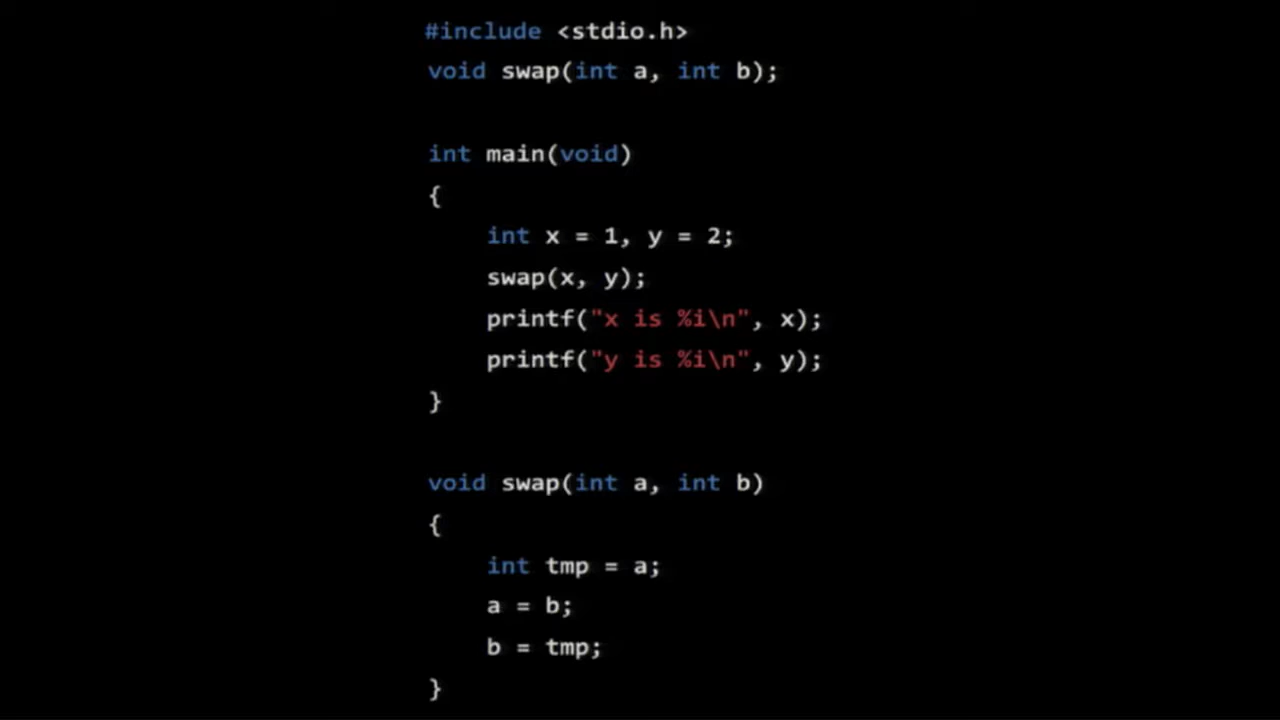 #include <stdio.h>
void swap(int a, int b);
int main(void)
{
    int x = 1, y = 2;
    swap(x, y);
    printf("x is %i\n", x);
    printf("y is %i\n", y);
}
void swap(int a, int b)
{
    int tmp = a;
    a = b;
    b = tmp;
}